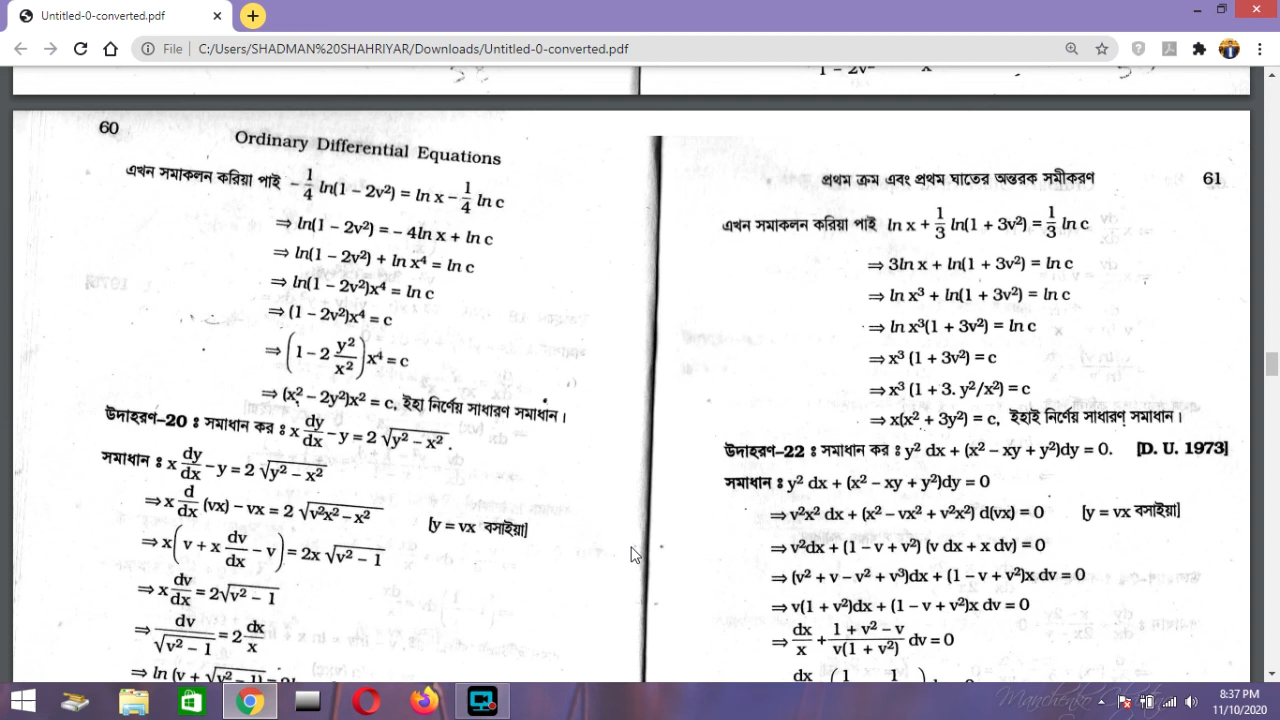 Untitled-0-converted.pdf
File
C:/Users/SHADMAN%20SHAHRIYAR/Downloads/Untitled-0-converted.pdf
60
Ordinary Differential Equations
এখন সমাকলন করিয়া পাই - 1/4 ln(1 - 2v²) = ln x - 1/4 ln c
⇒ ln(1 - 2v²) = - 4ln x + ln c
⇒ ln(1 - 2v²) + ln x⁴ = ln c
⇒ ln(1 - 2v²)x⁴ = ln c
⇒ (1 - 2v²)x⁴ = c
⇒ (1 - 2 y²/x²) x⁴ = c
⇒ (x² - 2y²)x² = c, ইহা নির্ণেয় সাধারণ সমাধান।
উদাহরণ-20 ঃ সমাধান কর ঃ x dy/dx - y = 2 √(y² - x²) .
সমাধান ঃ x dy/dx - y = 2 √(y² - x²)
⇒ x d/dx (vx) - vx = 2 √(v²x² - x²) [y = vx বসাইয়া]
⇒ x(v + x dv/dx - v) = 2x √(v² - 1)
⇒ x dv/dx = 2√(v² - 1)
⇒ dv/√(v² - 1) = 2 dx/x
প্রথম ক্রম এবং প্রথম ঘাতের অন্তরক সমীকরণ 61
এখন সমাকলন করিয়া পাই ln x + 1/3 ln(1 + 3v²) = 1/3 ln c
⇒ 3ln x + ln(1 + 3v²) = ln c
⇒ ln x³ + ln(1 + 3v²) = ln c
⇒ ln x³(1 + 3v²) = ln c
⇒ x³ (1 + 3v²) = c
⇒ x³ (1 + 3. y²/x²) = c
⇒ x(x² + 3y²) = c, ইহাই নির্ণেয় সাধারণ সমাধান।
উদাহরণ-22 ঃ সমাধান কর ঃ y² dx + (x² - xy + y²)dy = 0. [D. U. 1973]
সমাধান ঃ y² dx + (x² - xy + y²)dy = 0
⇒ v²x² dx + (x² - vx² + v²x²) d(vx) = 0 [y = vx বসাইয়া]
⇒ v²dx + (1 - v + v²) (v dx + x dv) = 0
⇒ (v² + v - v² + v³)dx + (1 - v + v²)x dv = 0
⇒ v(1 + v²)dx + (1 - v + v²)x dv = 0
⇒ dx/x + (1 + v² - v)/(v(1 + v²)) dv = 0
8:37 PM
11/10/2020